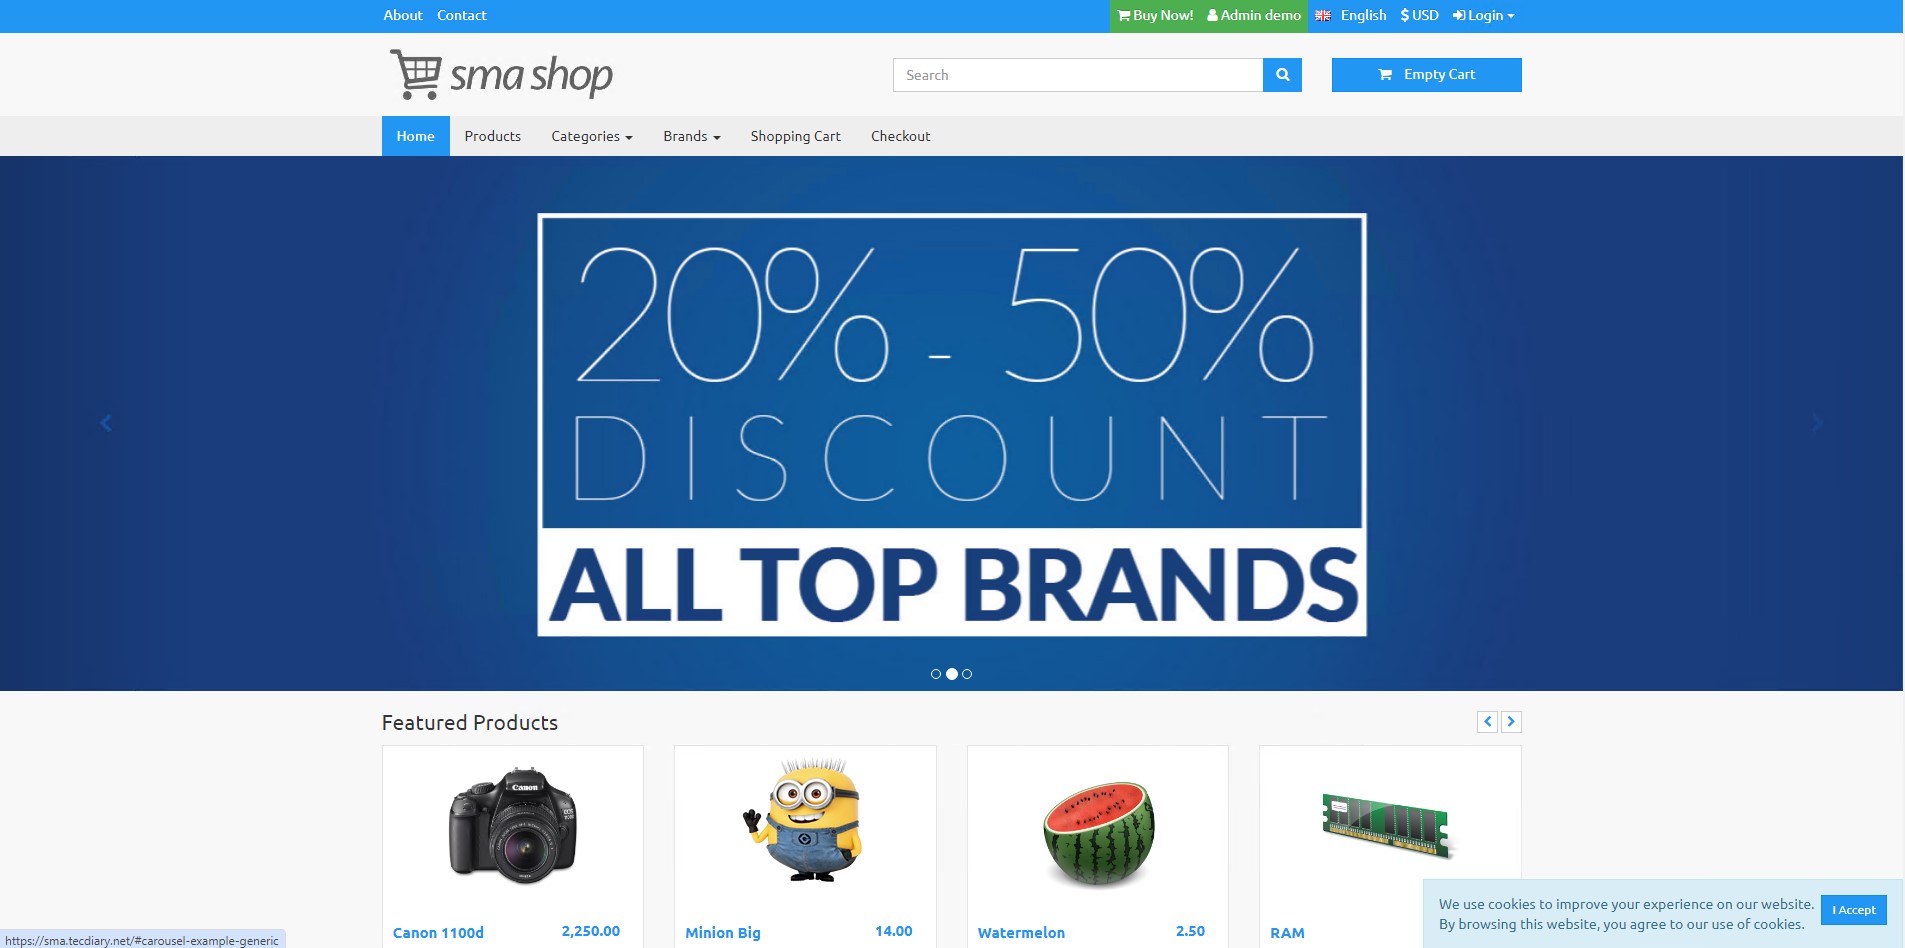 About Contact Buy Now! Admin demo English $ USD Login
sma shop
Search
Empty Cart
Home Products Categories Brands Shopping Cart Checkout
20% - 50%
DISCOUNT
ALL TOP BRANDS
Featured Products
Canon
Canon 1100d 2,250.00
Minion Big 14.00
Watermelon 2.50
RAM
We use cookies to improve your experience on our website.
By browsing this website, you agree to our use of cookies.
I Accept
https://sma.tecdiary.net/#carousel-example-generic